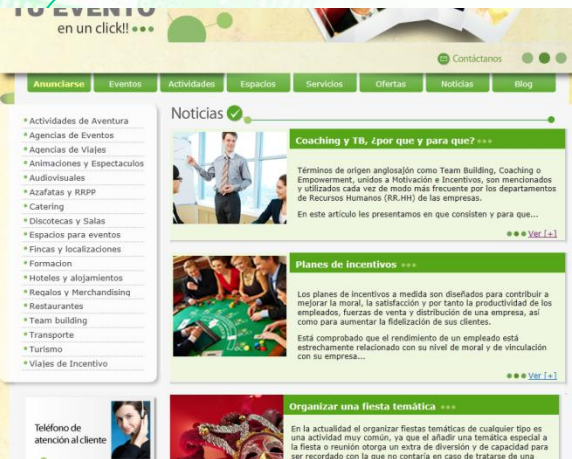 TU EVENTO
en un click!!
Contáctanos
Anunciarse
Eventos
Actividades
Espacios
Servicios
Ofertas
Noticias
Blog
Actividades de Aventura
Agencias de Eventos
Agencias de Viajes
Animaciones y Espectaculos
Audiovisuales
Azafatas y RRPP
Catering
Discotecas y Salas
Espacios para eventos
Fincas y localizaciones
Formacion
Hoteles y alojamientos
Regalos y Merchandising
Restaurantes
Team building
Transporte
Turismo
Viajes de Incentivo
Teléfono de
atención al cliente
Noticias
Coaching y TB, ¿por que y para que?
Términos de origen anglosajón como Team Building, Coaching o
Empowerment, unidos a Motivación e Incentivos, son mencionados
y utilizados cada vez de modo más frecuente por los departamentos
de Recursos Humanos (RR.HH) de las empresas.
En este artículo les presentamos en que consisten y para que...
Ver [+]
Planes de incentivos
Los planes de incentivos a medida son diseñados para contribuir a
mejorar la moral, la satisfacción y por tanto la productividad de los
empleados, fuerzas de venta y distribución de una empresa, así
como para aumentar la fidelización de sus clientes.
Está comprobado que el rendimiento de un empleado está
estrechamente relacionado con su nivel de moral y de vinculación
con su empresa...
Ver [+]
Organizar una fiesta temática
En la actualidad el organizar fiestas temáticas de cualquier tipo es
una actividad muy común, ya que el añadir una temática especial a
la fiesta o reunión otorga un extra de diversión y de capacidad para
ser recordado con la que no contaría en caso de tratarse de una